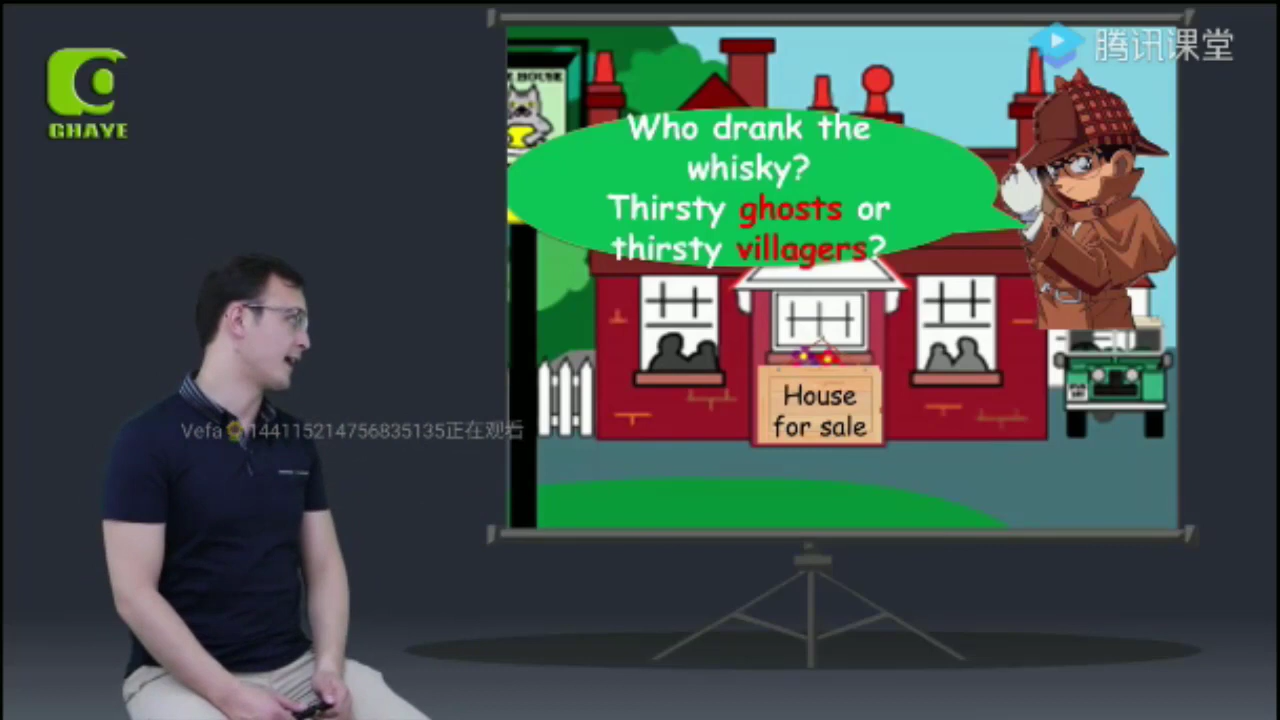 GHAYE
腾讯课堂
E HOUSE
Who drank the
whisky?
Thirsty ghosts or
thirsty villagers?
House
for sale
Vefa🌻144115214756835135正在观看